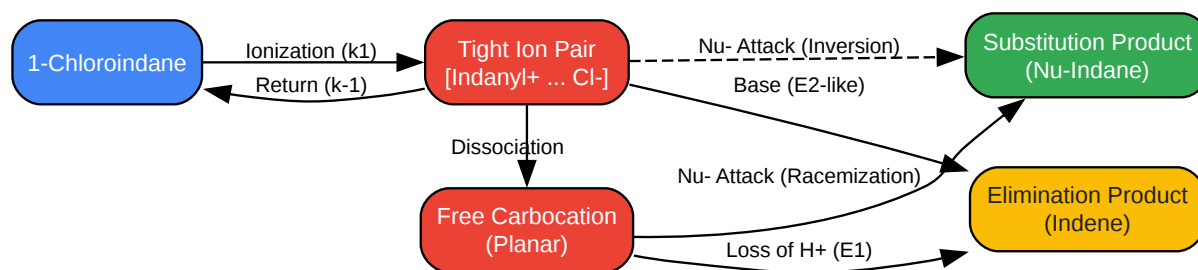 1-Chloroindane
Ionization (k1)
Return (k-1)
Tight Ion Pair
[Indanyl+ ... Cl-]
Nu- Attack (Inversion)
Base (E2-like)
Substitution Product
(Nu-Indane)
Dissociation
Nu- Attack (Racemization)
Free Carbocation
(Planar)
Loss of H+ (E1)
Elimination Product
(Indene)